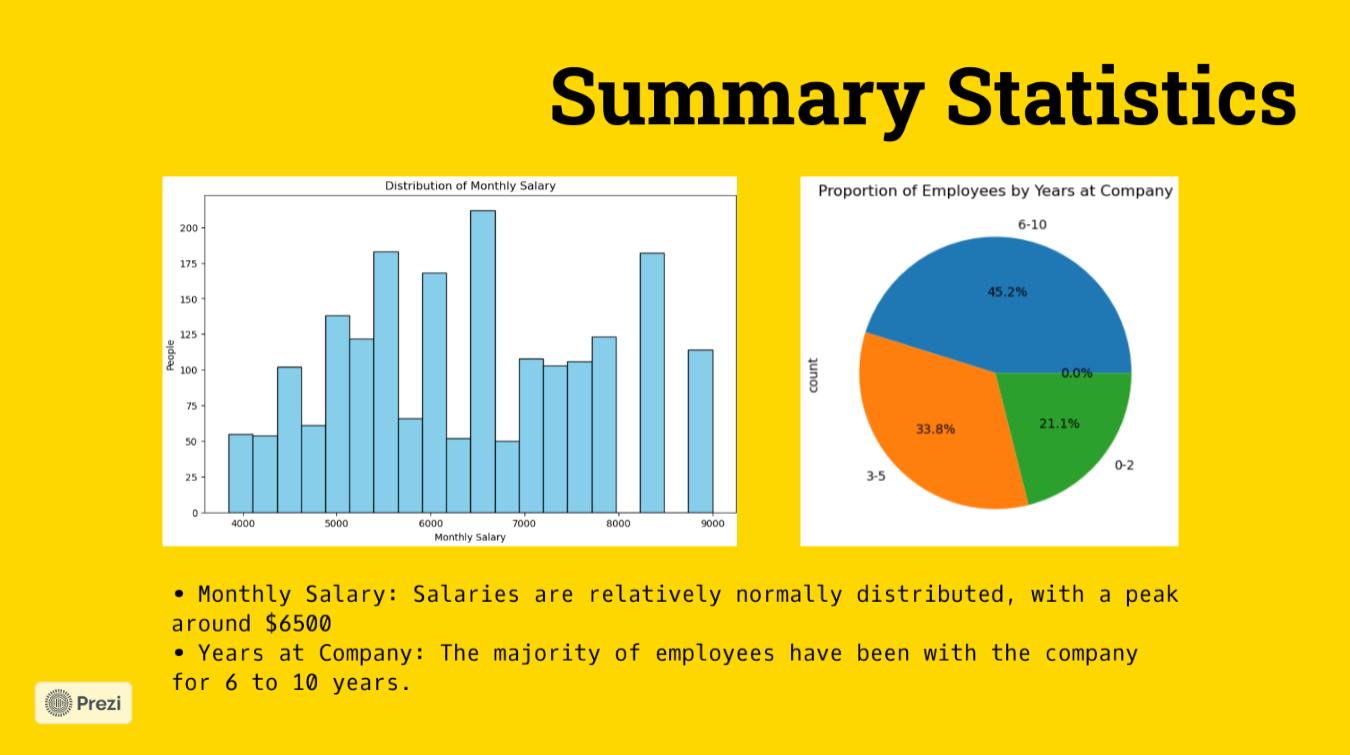 Summary Statistics
Distribution of Monthly Salary
People
200
175
150
125
100
75
50
25
0
4000 5000 6000 7000 8000 9000
Monthly Salary
Proportion of Employees by Years at Company
6-10
45.2%
0.0%
count
33.8%
21.1%
3-5
0-2
• Monthly Salary: Salaries are relatively normally distributed, with a peak
around $6500
• Years at Company: The majority of employees have been with the company
for 6 to 10 years.
Prezi